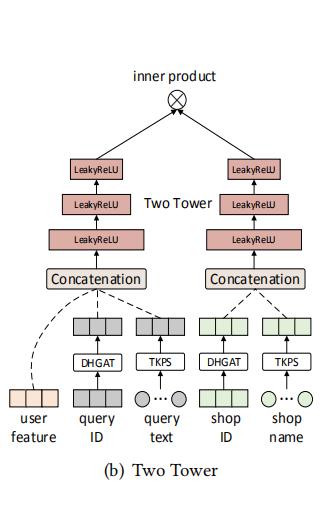 inner product
LeakyReLU LeakyReLU
LeakyReLU Two Tower LeakyReLU
LeakyReLU LeakyReLU
Concatenation Concatenation
DHGAT TKPS DHGAT TKPS
user query query shop shop
feature ID text ID name
(b) Two Tower